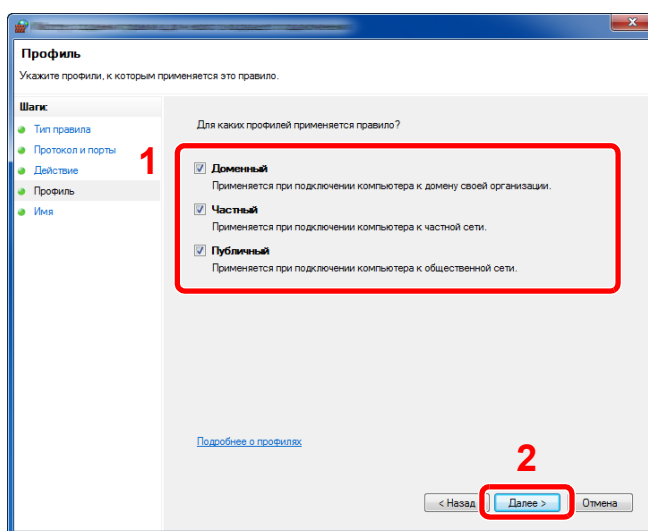 Профиль
Укажите профили, к которым применяется это правило.
Шаги:
Тип правила
Протокол и порты
Действие
Профиль
Имя
Для каких профилей применяется правило?
1
Доменный
Применяется при подключении компьютера к домену своей организации.
Частный
Применяется при подключении компьютера к частной сети.
Публичный
Применяется при подключении компьютера к общественной сети.
Подробнее о профилях
2
< Назад Далее > Отмена